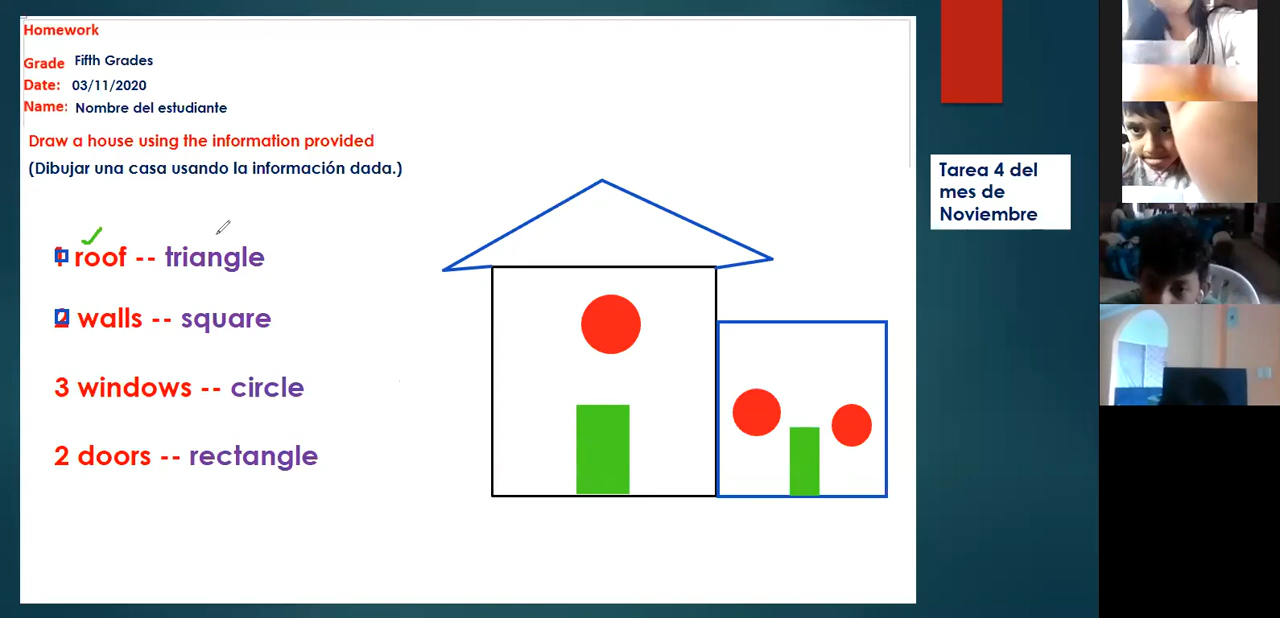 Homework
Grade Fifth Grades
Date: 03/11/2020
Name: Nombre del estudiante
Draw a house using the information provided
(Dibujar una casa usando la información dada.)
1 roof -- triangle
2 walls -- square
3 windows -- circle
2 doors -- rectangle
Tarea 4 del
mes de
Noviembre